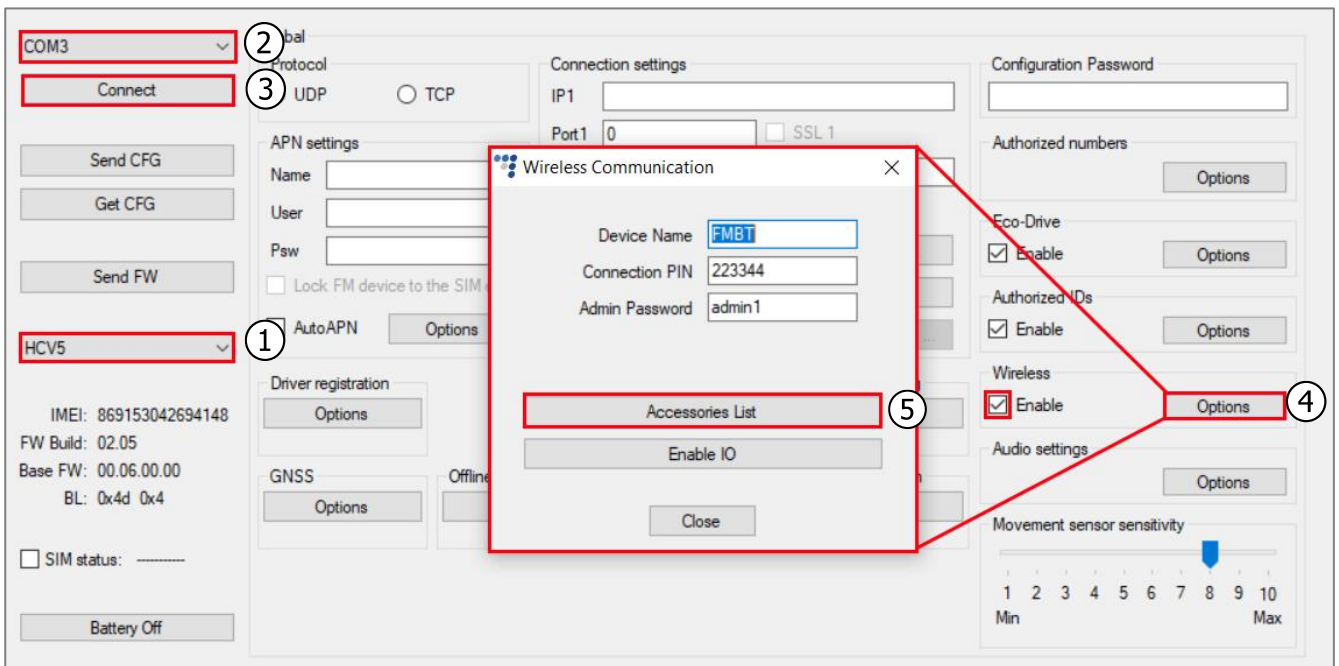 COM3
2
Connect
3
Send CFG
Get CFG
Send FW
HCV5
1
IMEI: 869153042694148
FW Build: 02.05
Base FW: 00.06.00.00
BL: 0x4d 0x4
SIM status: -----------
Battery Off
bal
Protocol
UDP
TCP
APN settings
Name
User
Psw
Lock FM device to the SIM
AutoAPN
Options
Driver registration
Options
GNSS
Options
Offline
Connection settings
IP1
Port1 0
SSL 1
Wireless Communication
Device Name FMBT
Connection PIN 223344
Admin Password admin1
Accessories List
5
Enable IO
Close
Configuration Password
Authorized numbers
Options
Eco-Drive
Enable
Options
Authorized IDs
Enable
Options
Wireless
Enable
Options
4
Audio settings
Options
Movement sensor sensitivity
1 2 3 4 5 6 7 8 9 10
Min Max